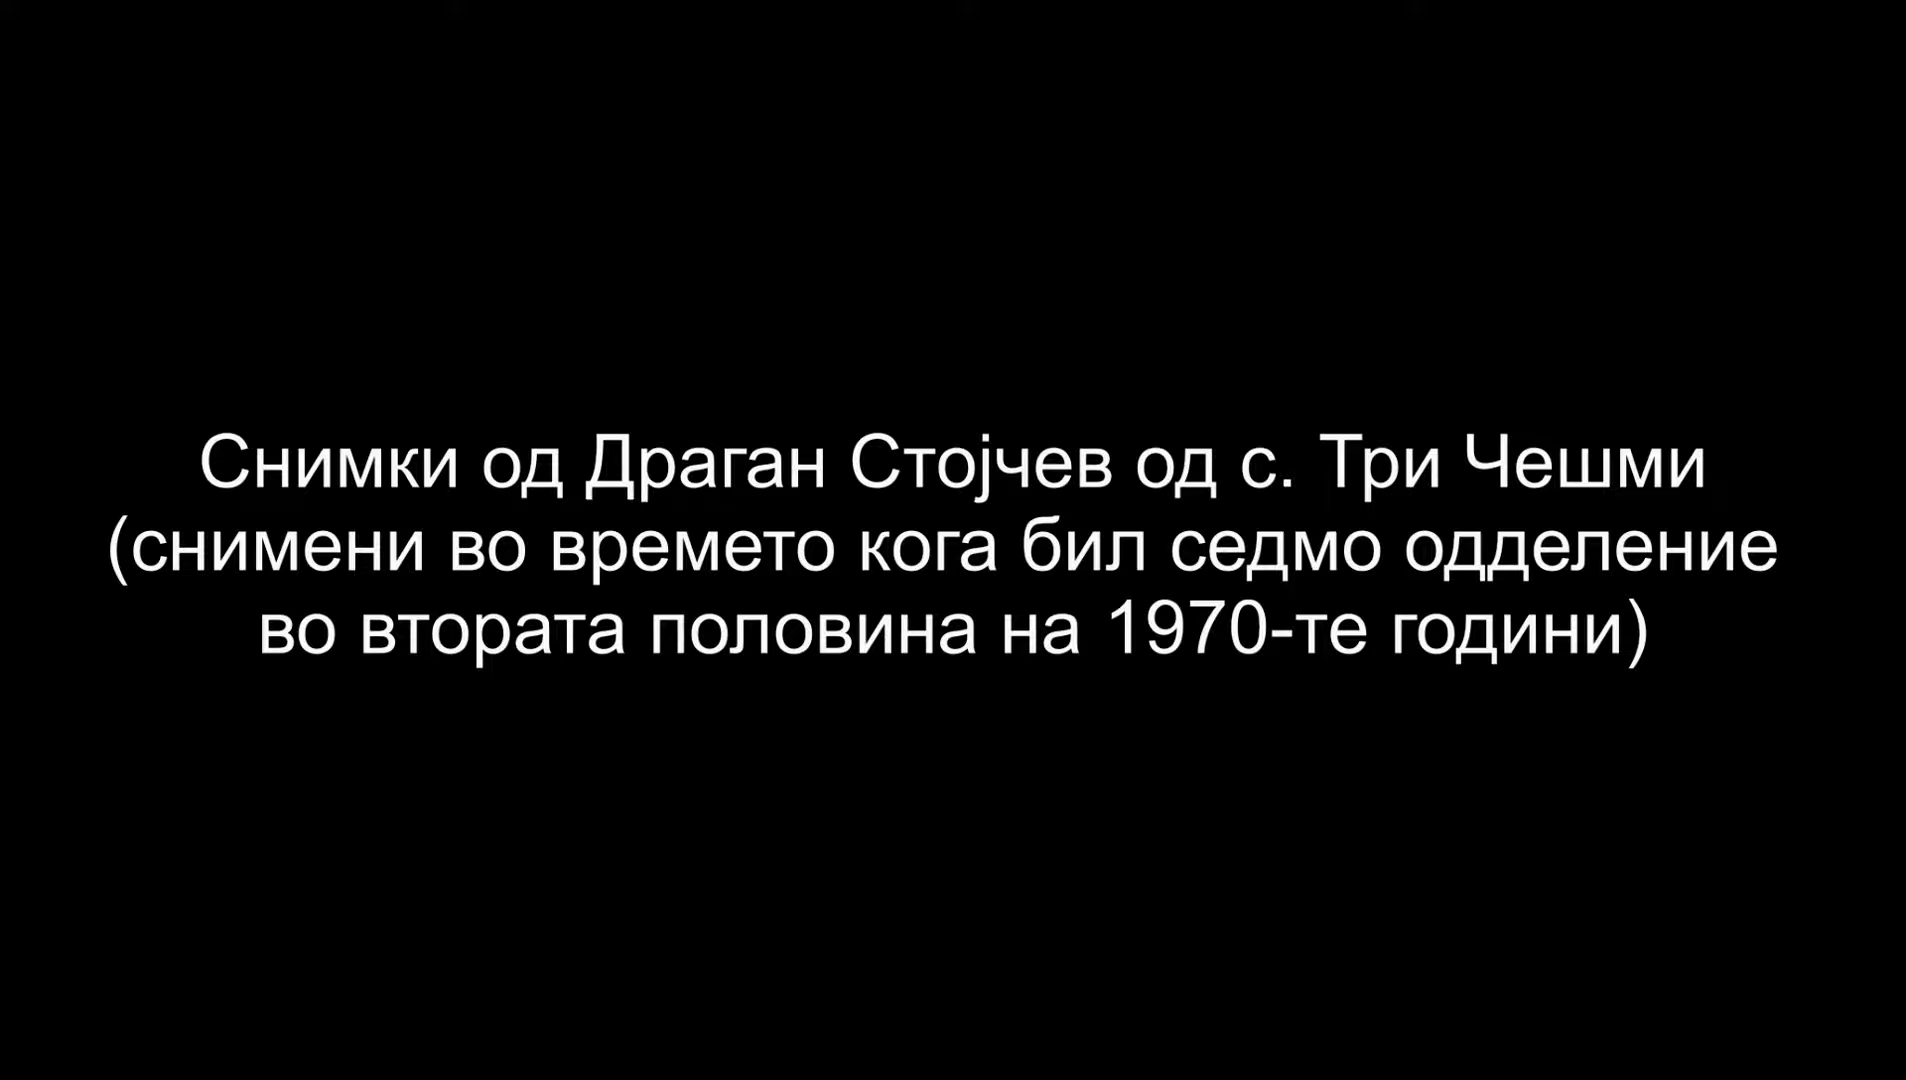 Снимки од Драган Стојчев од с. Три Чешми
(снимени во времето кога бил седмо одделение
во втората половина на 1970-те години)